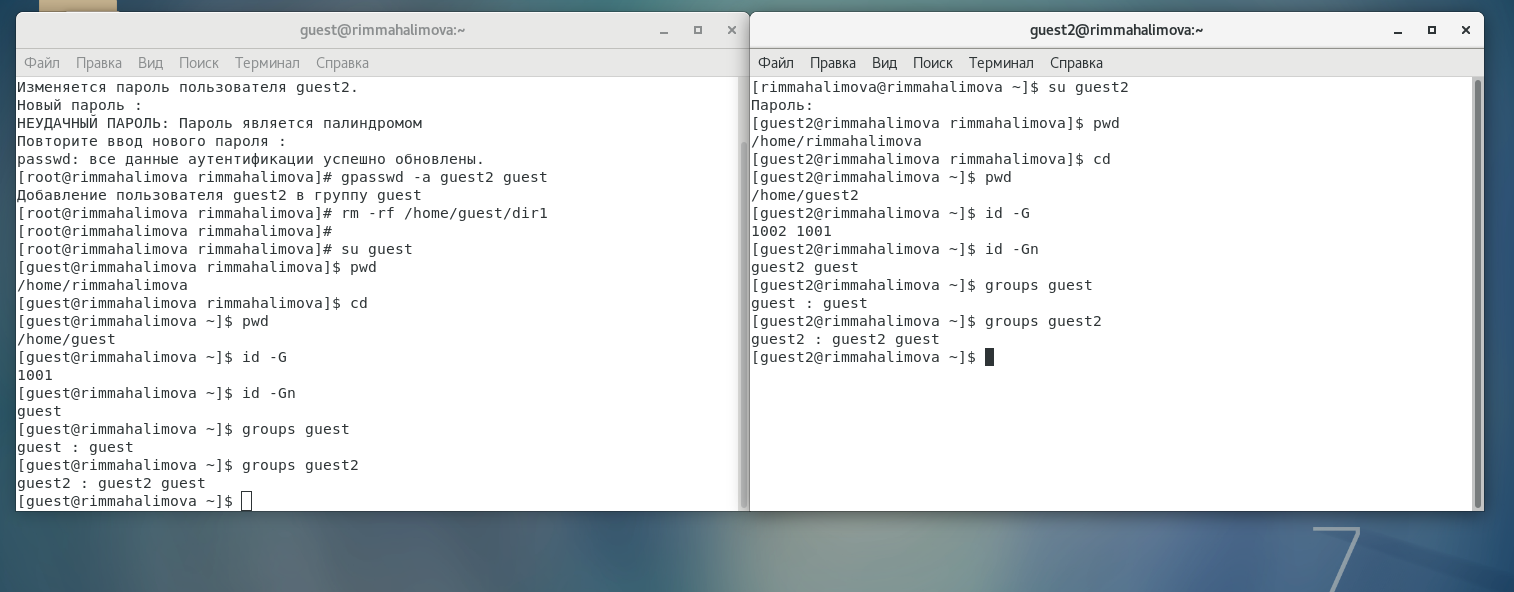 guest@rimmahalimova:~
Файл Правка Вид Поиск Терминал Справка
Изменяется пароль пользователя guest2.
Новый пароль :
НЕУДАЧНЫЙ ПАРОЛЬ: Пароль является палиндромом
Повторите ввод нового пароля :
passwd: все данные аутентификации успешно обновлены.
[root@rimmahalimova rimmahalimova]# gpasswd -a guest2 guest
Добавление пользователя guest2 в группу guest
[root@rimmahalimova rimmahalimova]# rm -rf /home/guest/dir1
[root@rimmahalimova rimmahalimova]#
[root@rimmahalimova rimmahalimova]# su guest
[guest@rimmahalimova rimmahalimova]$ pwd
/home/rimmahalimova
[guest@rimmahalimova rimmahalimova]$ cd
[guest@rimmahalimova ~]$ pwd
/home/guest
[guest@rimmahalimova ~]$ id -G
1001
[guest@rimmahalimova ~]$ id -Gn
guest
[guest@rimmahalimova ~]$ groups guest
guest : guest
[guest@rimmahalimova ~]$ groups guest2
guest2 : guest2 guest
[guest@rimmahalimova ~]$
guest2@rimmahalimova:~
Файл Правка Вид Поиск Терминал Справка
[rimmahalimova@rimmahalimova ~]$ su guest2
Пароль:
[guest2@rimmahalimova rimmahalimova]$ pwd
/home/rimmahalimova
[guest2@rimmahalimova rimmahalimova]$ cd
[guest2@rimmahalimova ~]$ pwd
/home/guest2
[guest2@rimmahalimova ~]$ id -G
1002 1001
[guest2@rimmahalimova ~]$ id -Gn
guest2 guest
[guest2@rimmahalimova ~]$ groups guest
guest : guest
[guest2@rimmahalimova ~]$ groups guest2
guest2 : guest2 guest
[guest2@rimmahalimova ~]$
7